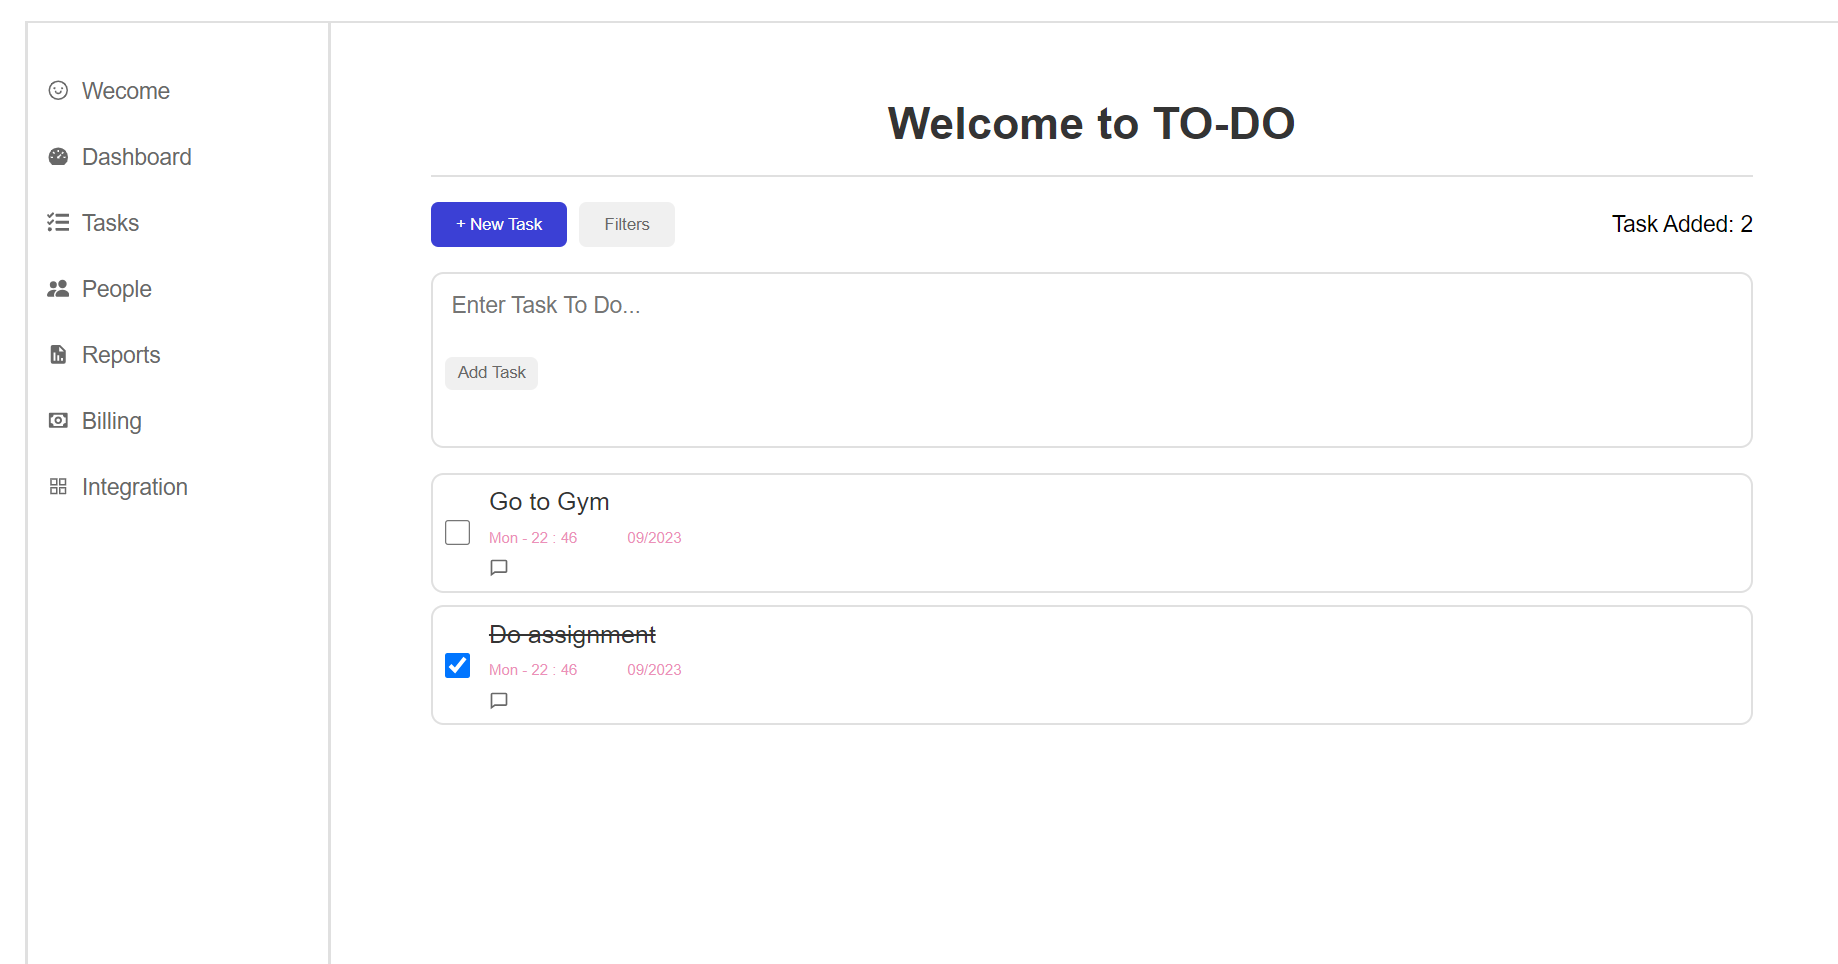 Wecome
Dashboard
Tasks
People
Reports
Billing
Integration
Welcome to TO-DO
+ New Task
Filters
Task Added: 2
Enter Task To Do...
Add Task
Go to Gym
Mon - 22 : 46 09/2023
Do assignment
Mon - 22 : 46 09/2023